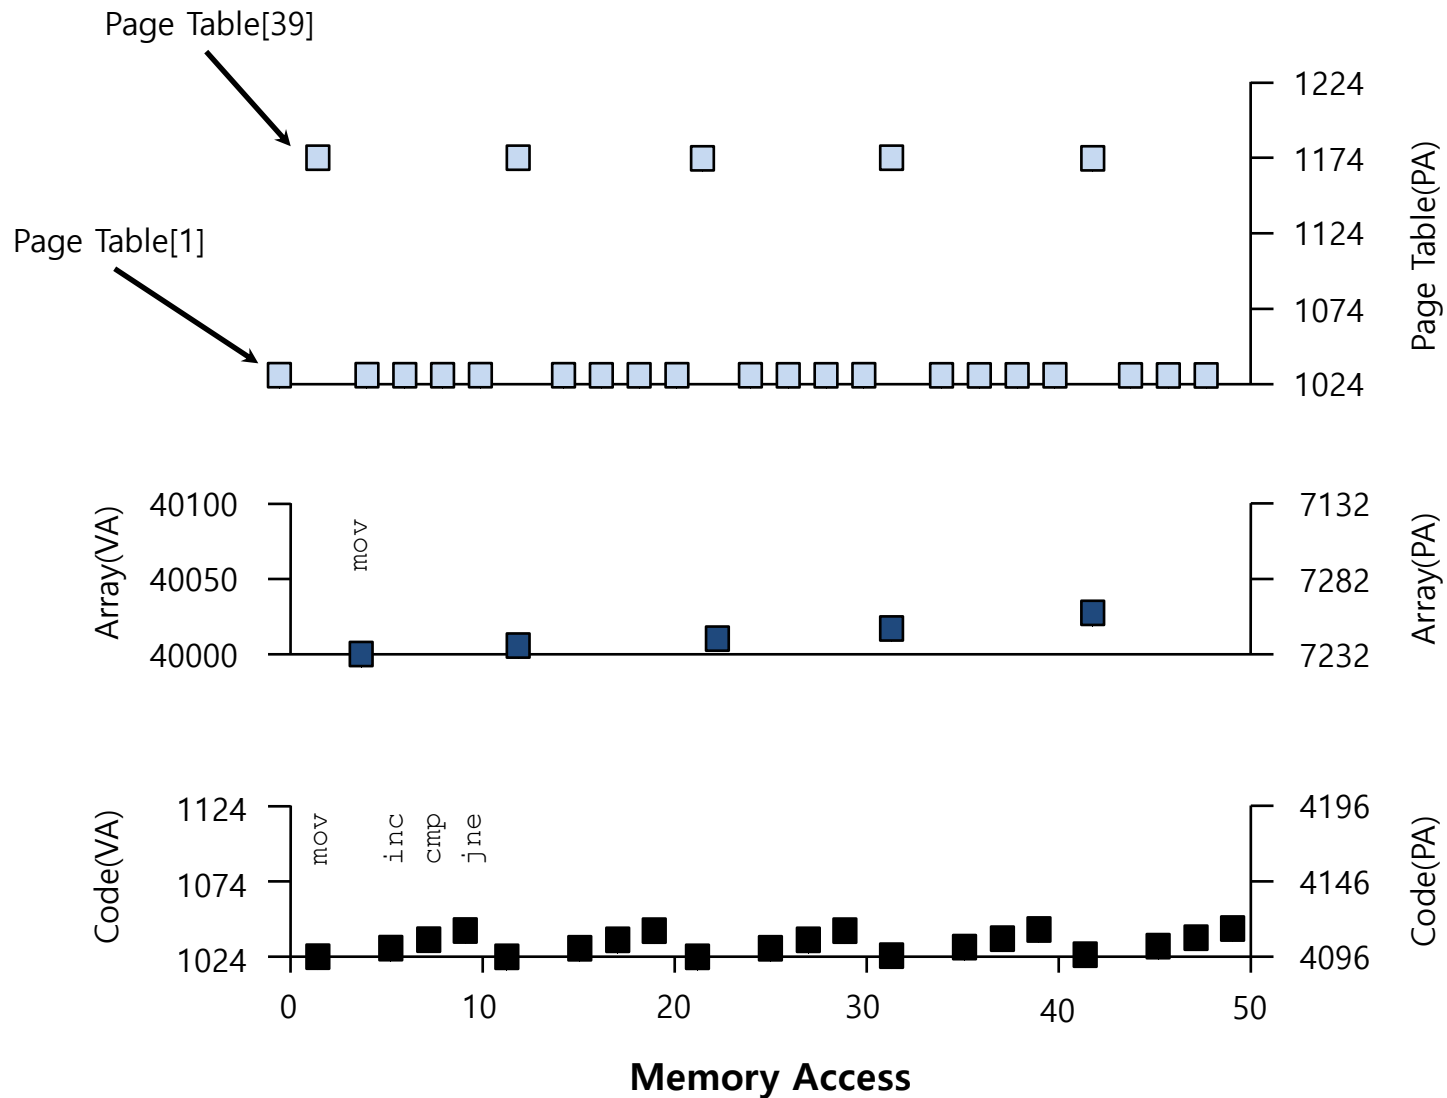 Page Table[39]
1224
1174
Page Table[1]
1124
1074
1024
Page Table(PA)
40100
40050
40000
Array(VA)
mov
7132
7282
7232
Array(PA)
1124
1074
1024
Code(VA)
mov
inc
cmp
jne
4196
4146
4096
Code(PA)
0 10 20 30 40 50
Memory Access